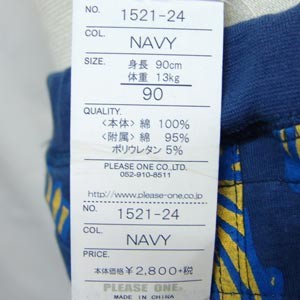 NO. 1521-24
COL. NAVY
SIZE. 身長 90cm
体重 13kg
90
QUALITY.
<本体> 綿 100%
<附属> 綿 95%
ポリウレタン 5%
PLEASE ONE CO.,LTD.
052-910-8511
http://www.please-one.co.jp
NO. 1521-24
COL. NAVY
PRICE.
本体価格 ¥2,800+税
PLEASE ONE.
MADE IN CHINA